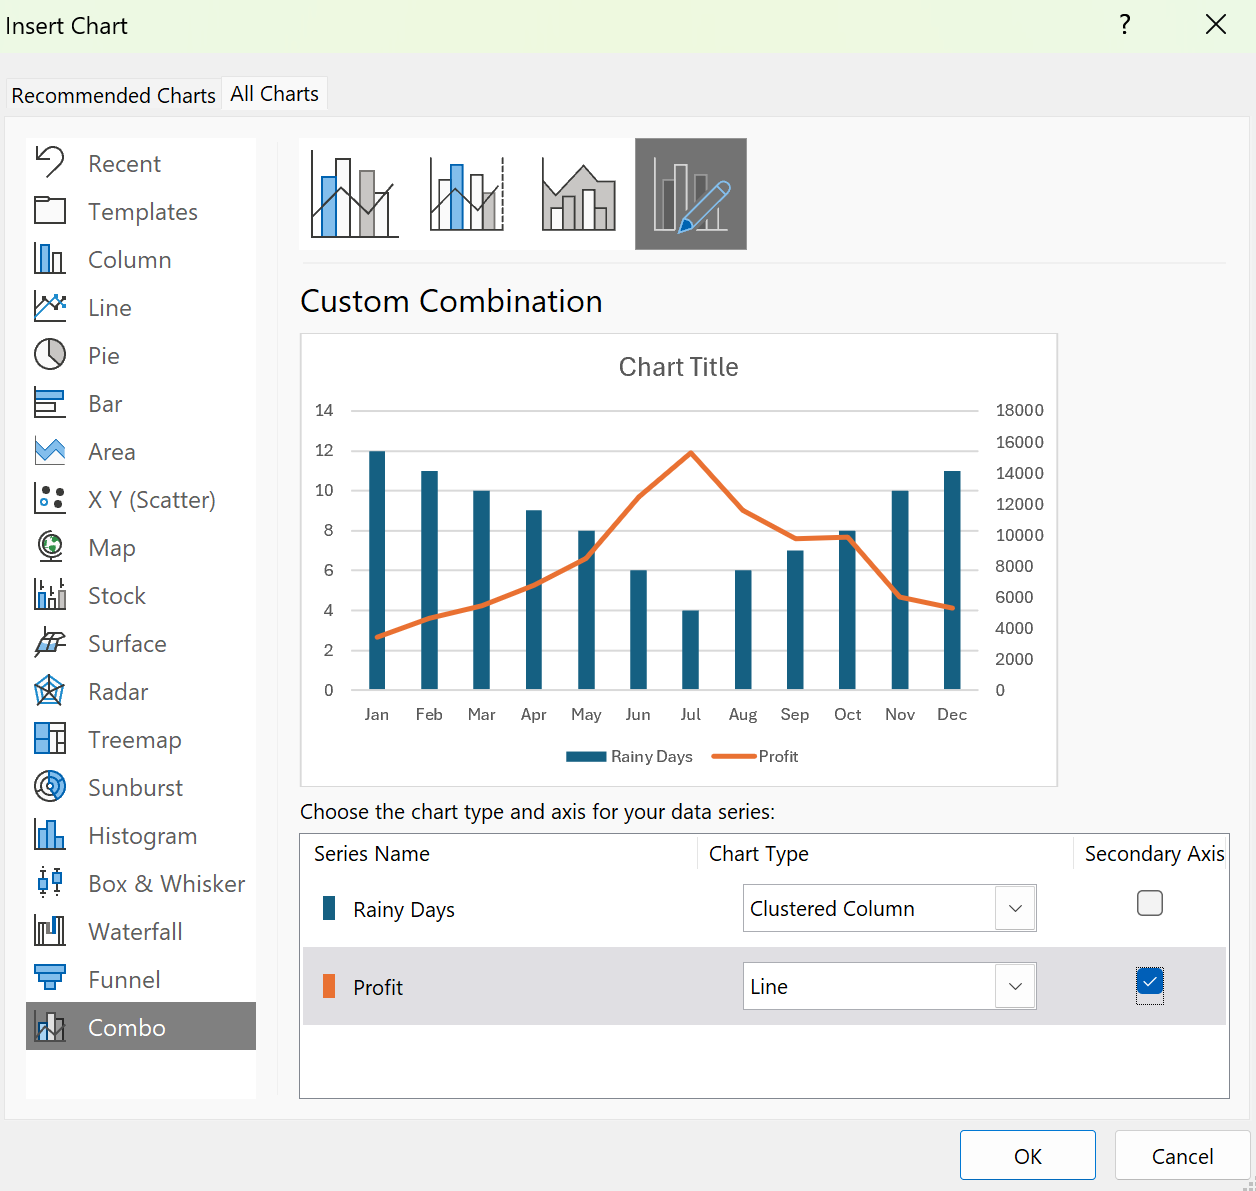 Insert Chart ?
Recommended Charts All Charts
Recent
Templates
Column
Line
Pie
Bar
Area
X Y (Scatter)
Map
Stock
Surface
Radar
Treemap
Sunburst
Histogram
Box & Whisker
Waterfall
Funnel
Combo
Custom Combination
Chart Title
14
12
10
8
6
4
2
0
18000
16000
14000
12000
10000
8000
6000
4000
2000
0
Jan Feb Mar Apr May Jun Jul Aug Sep Oct Nov Dec
Rainy Days Profit
Choose the chart type and axis for your data series:
Series Name Chart Type Secondary Axis
Rainy Days Clustered Column
Profit Line
OK Cancel